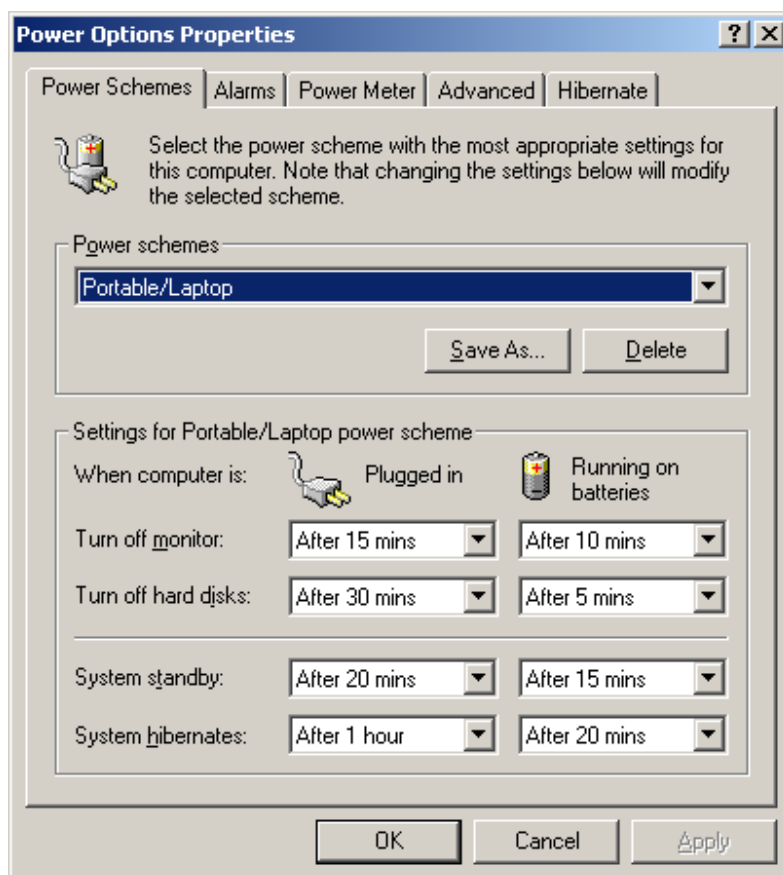 Power Options Properties
Power Schemes Alarms Power Meter Advanced Hibernate
Select the power scheme with the most appropriate settings for
this computer. Note that changing the settings below will modify
the selected scheme.
Power schemes
Portable/Laptop
Save As... Delete
Settings for Portable/Laptop power scheme
When computer is: Plugged in Running on
batteries
Turn off monitor: After 15 mins After 10 mins
Turn off hard disks: After 30 mins After 5 mins
System standby: After 20 mins After 15 mins
System hibernates: After 1 hour After 20 mins
OK Cancel Apply